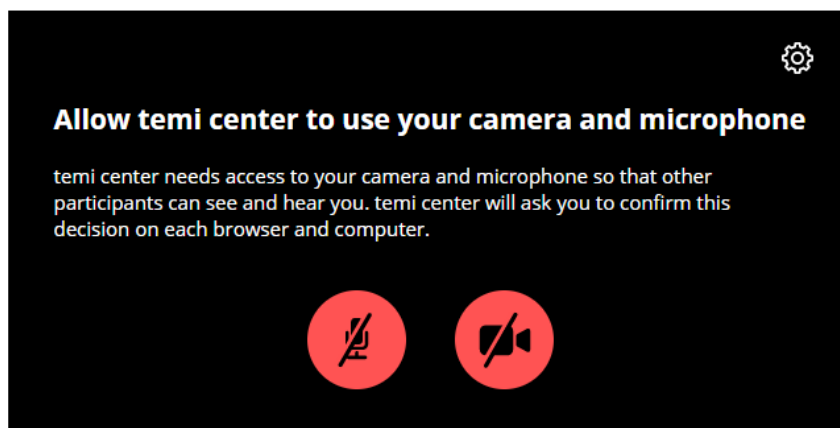 Allow temi center to use your camera and microphone
temi center needs access to your camera and microphone so that other
participants can see and hear you. temi center will ask you to confirm this
decision on each browser and computer.